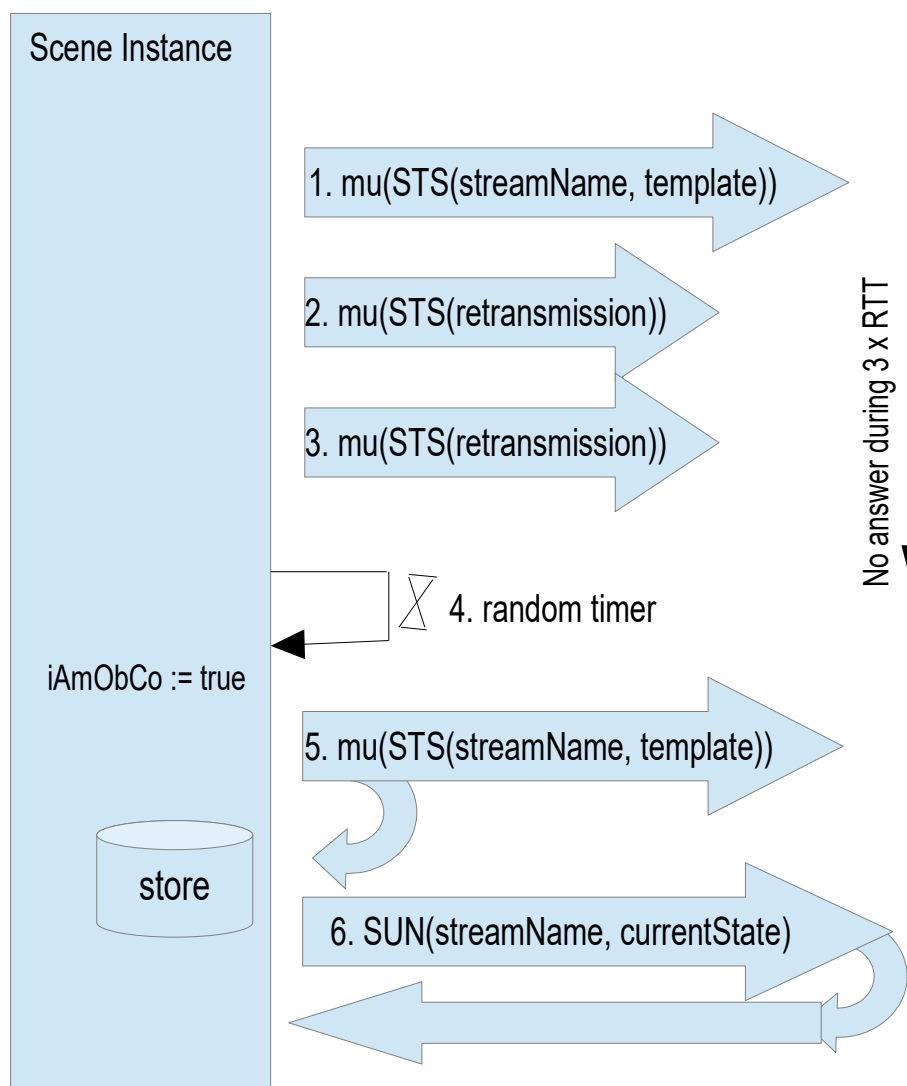 Scene Instance
1. mu(STS(streamName, template))
2. mu(STS(retransmission))
3. mu(STS(retransmission))
No answer during 3 x RTT
4. random timer
iAmObCo := true
5. mu(STS(streamName, template))
store
6. SUN(streamName, currentState)